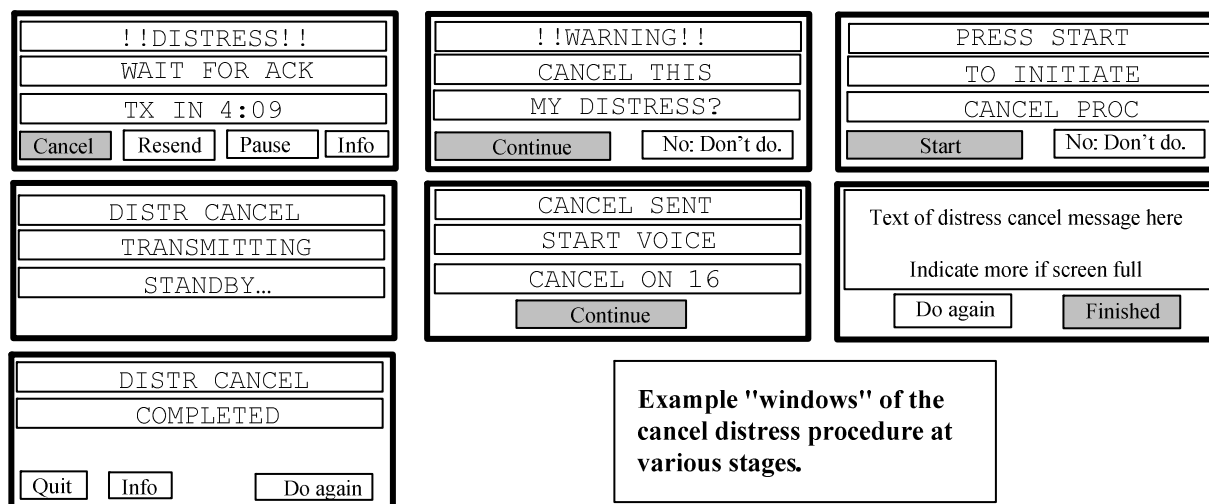 !!DISTRESS!!
WAIT FOR ACK
TX IN 4:09
Cancel Resend Pause Info
!!WARNING!!
CANCEL THIS
MY DISTRESS?
Continue No: Don't do.
PRESS START
TO INITIATE
CANCEL PROC
Start No: Don't do.
DISTR CANCEL
TRANSMITTING
STANDBY…
CANCEL SENT
START VOICE
CANCEL ON 16
Continue
Text of distress cancel message here
Indicate more if screen full
Do again Finished
DISTR CANCEL
COMPLETED
Quit Info Do again
Example "windows" of the
cancel distress procedure at
various stages.